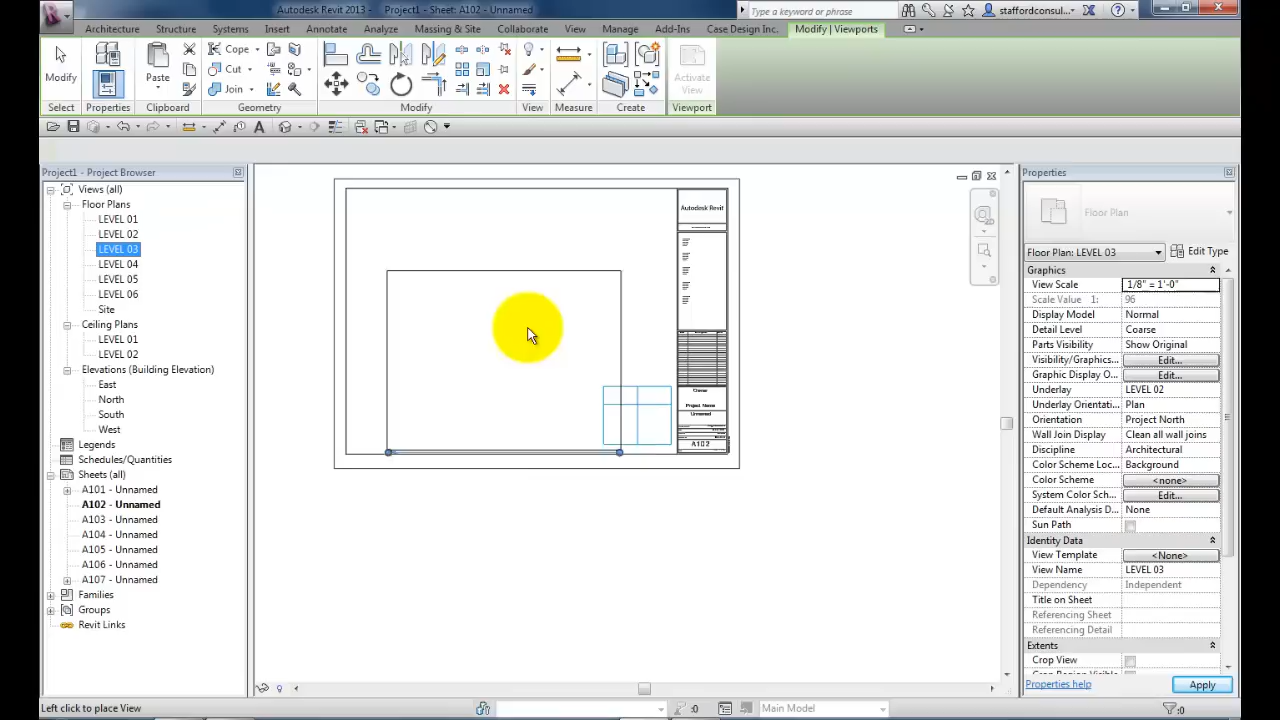 Autodesk Revit 2013 - Project1 - Sheet: A102 - Unnamed
Type a keyword or phrase
staffordconsul...
Architecture Structure Systems Insert Annotate Analyze Massing & Site Collaborate View Manage Add-Ins Case Design Inc. Modify | Viewports
Cope
Cut
Join
Modify
Paste
Activate
View
Select Properties Clipboard Geometry Modify View Measure Create Viewport
Project1 - Project Browser
Views (all)
Floor Plans
LEVEL 01
LEVEL 02
LEVEL 03
LEVEL 04
LEVEL 05
LEVEL 06
Site
Ceiling Plans
LEVEL 01
LEVEL 02
Elevations (Building Elevation)
East
North
South
West
Legends
Schedules/Quantities
Sheets (all)
A101 - Unnamed
A102 - Unnamed
A103 - Unnamed
A104 - Unnamed
A105 - Unnamed
A106 - Unnamed
A107 - Unnamed
Families
Groups
Revit Links
Autodesk Revit
Owner
Project Name
Unnamed
A102
Properties
Floor Plan
Floor Plan: LEVEL 03 Edit Type
Graphics
View Scale 1/8" = 1'-0"
Scale Value 1: 96
Display Model Normal
Detail Level Coarse
Parts Visibility Show Original
Visibility/Graphics... Edit...
Graphic Display O... Edit...
Underlay LEVEL 02
Underlay Orientat... Plan
Orientation Project North
Wall Join Display Clean all wall joins
Discipline Architectural
Color Scheme Loc... Background
Color Scheme <none>
System Color Sch... Edit...
Default Analysis D... None
Sun Path
Identity Data
View Template <None>
View Name LEVEL 03
Dependency Independent
Title on Sheet
Referencing Sheet
Referencing Detail
Extents
Crop View
Properties help Apply
Left click to place View :0 Main Model :0